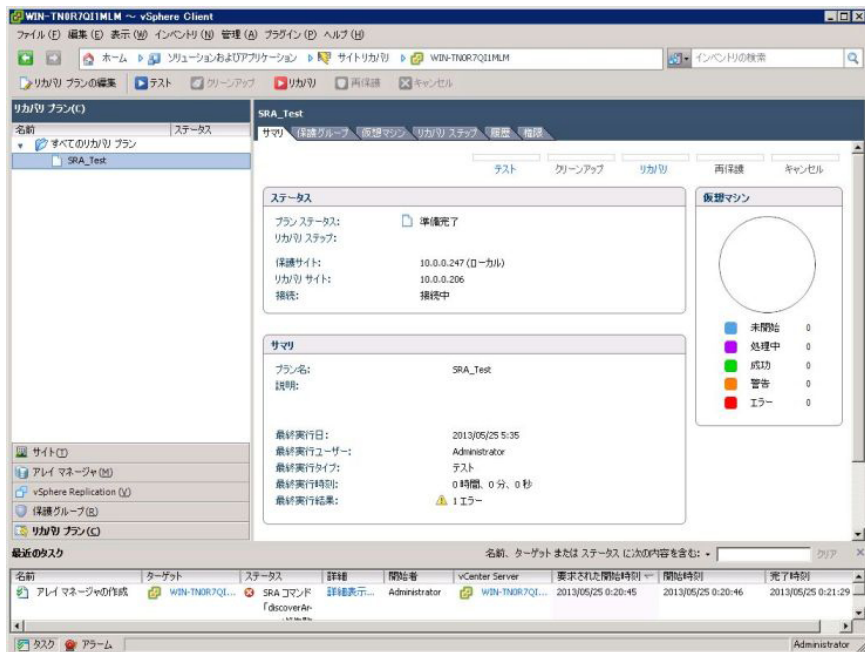 WIN-TN0R7QI1MLM ～ vSphere Client
ファイル(F) 編集(E) 表示(W) インベントリ(N) 管理(A) プラグイン(P) ヘルプ(H)
ホーム ソリューションおよびアプリケーション サイトリカバリ WIN-TN0R7QI1MLM インベントリの検索
リカバリ プランの編集 テスト クリーンアップ リカバリ 再保護 キャンセル
リカバリ プラン(C)
名前 ステータス
すべてのリカバリ プラン
SRA_Test
SRA_Test
サマリ 保護グループ 仮想マシン リカバリ ステップ 履歴 権限
テスト クリーンアップ リカバリ 再保護 キャンセル
ステータス
プラン ステータス: 準備完了
リカバリ ステップ:
保護サイト: 10.0.0.247 (ローカル)
リカバリ サイト: 10.0.0.206
接続: 接続中
仮想マシン
未開始 0
処理中 0
成功 0
警告 0
エラー 0
サマリ
プラン名: SRA_Test
説明:
最終実行日: 2013/05/25 5:35
最終実行ユーザー: Administrator
最終実行タイプ: テスト
最終実行時刻: 0 時間、0 分、0 秒
最終実行結果: 1 エラー
サイト(T)
アレイ マネージャ(M)
vSphere Replication (V)
保護グループ(R)
リカバリ プラン(C)
最近のタスク 名前、ターゲット または ステータス に次の内容を含む: クリア
名前 ターゲット ステータス 詳細 開始者 vCenter Server 要求された開始時刻 開始時刻 完了時刻
アレイ マネージャの作成 WIN-TN0R7QI... SRA コマンド 詳細表示... Administrator WIN-TN0R7QI... 2013/05/25 0:20:45 2013/05/25 0:20:46 2013/05/25 0:21:29
「discoverAr-
タスク アラーム Administrator